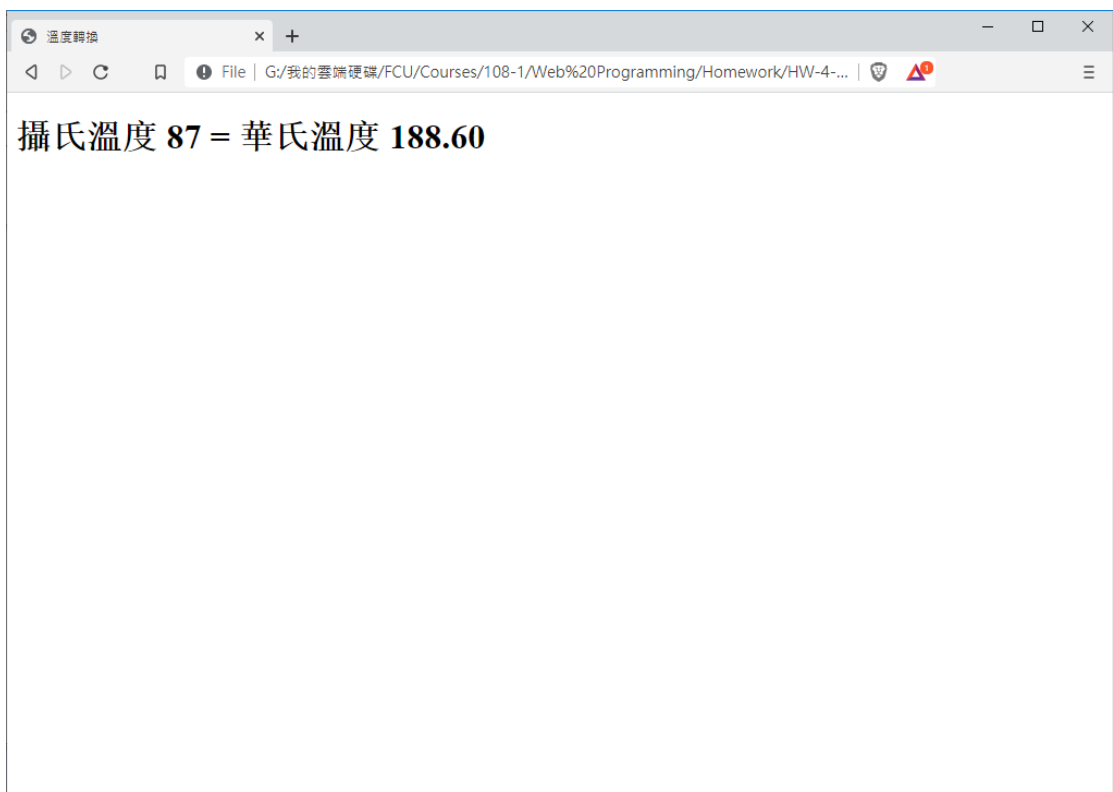 溫度轉換
File | G:/我的雲端硬碟/FCU/Courses/108-1/Web%20Programming/Homework/HW-4-...
1
攝氏溫度 87 = 華氏溫度 188.60